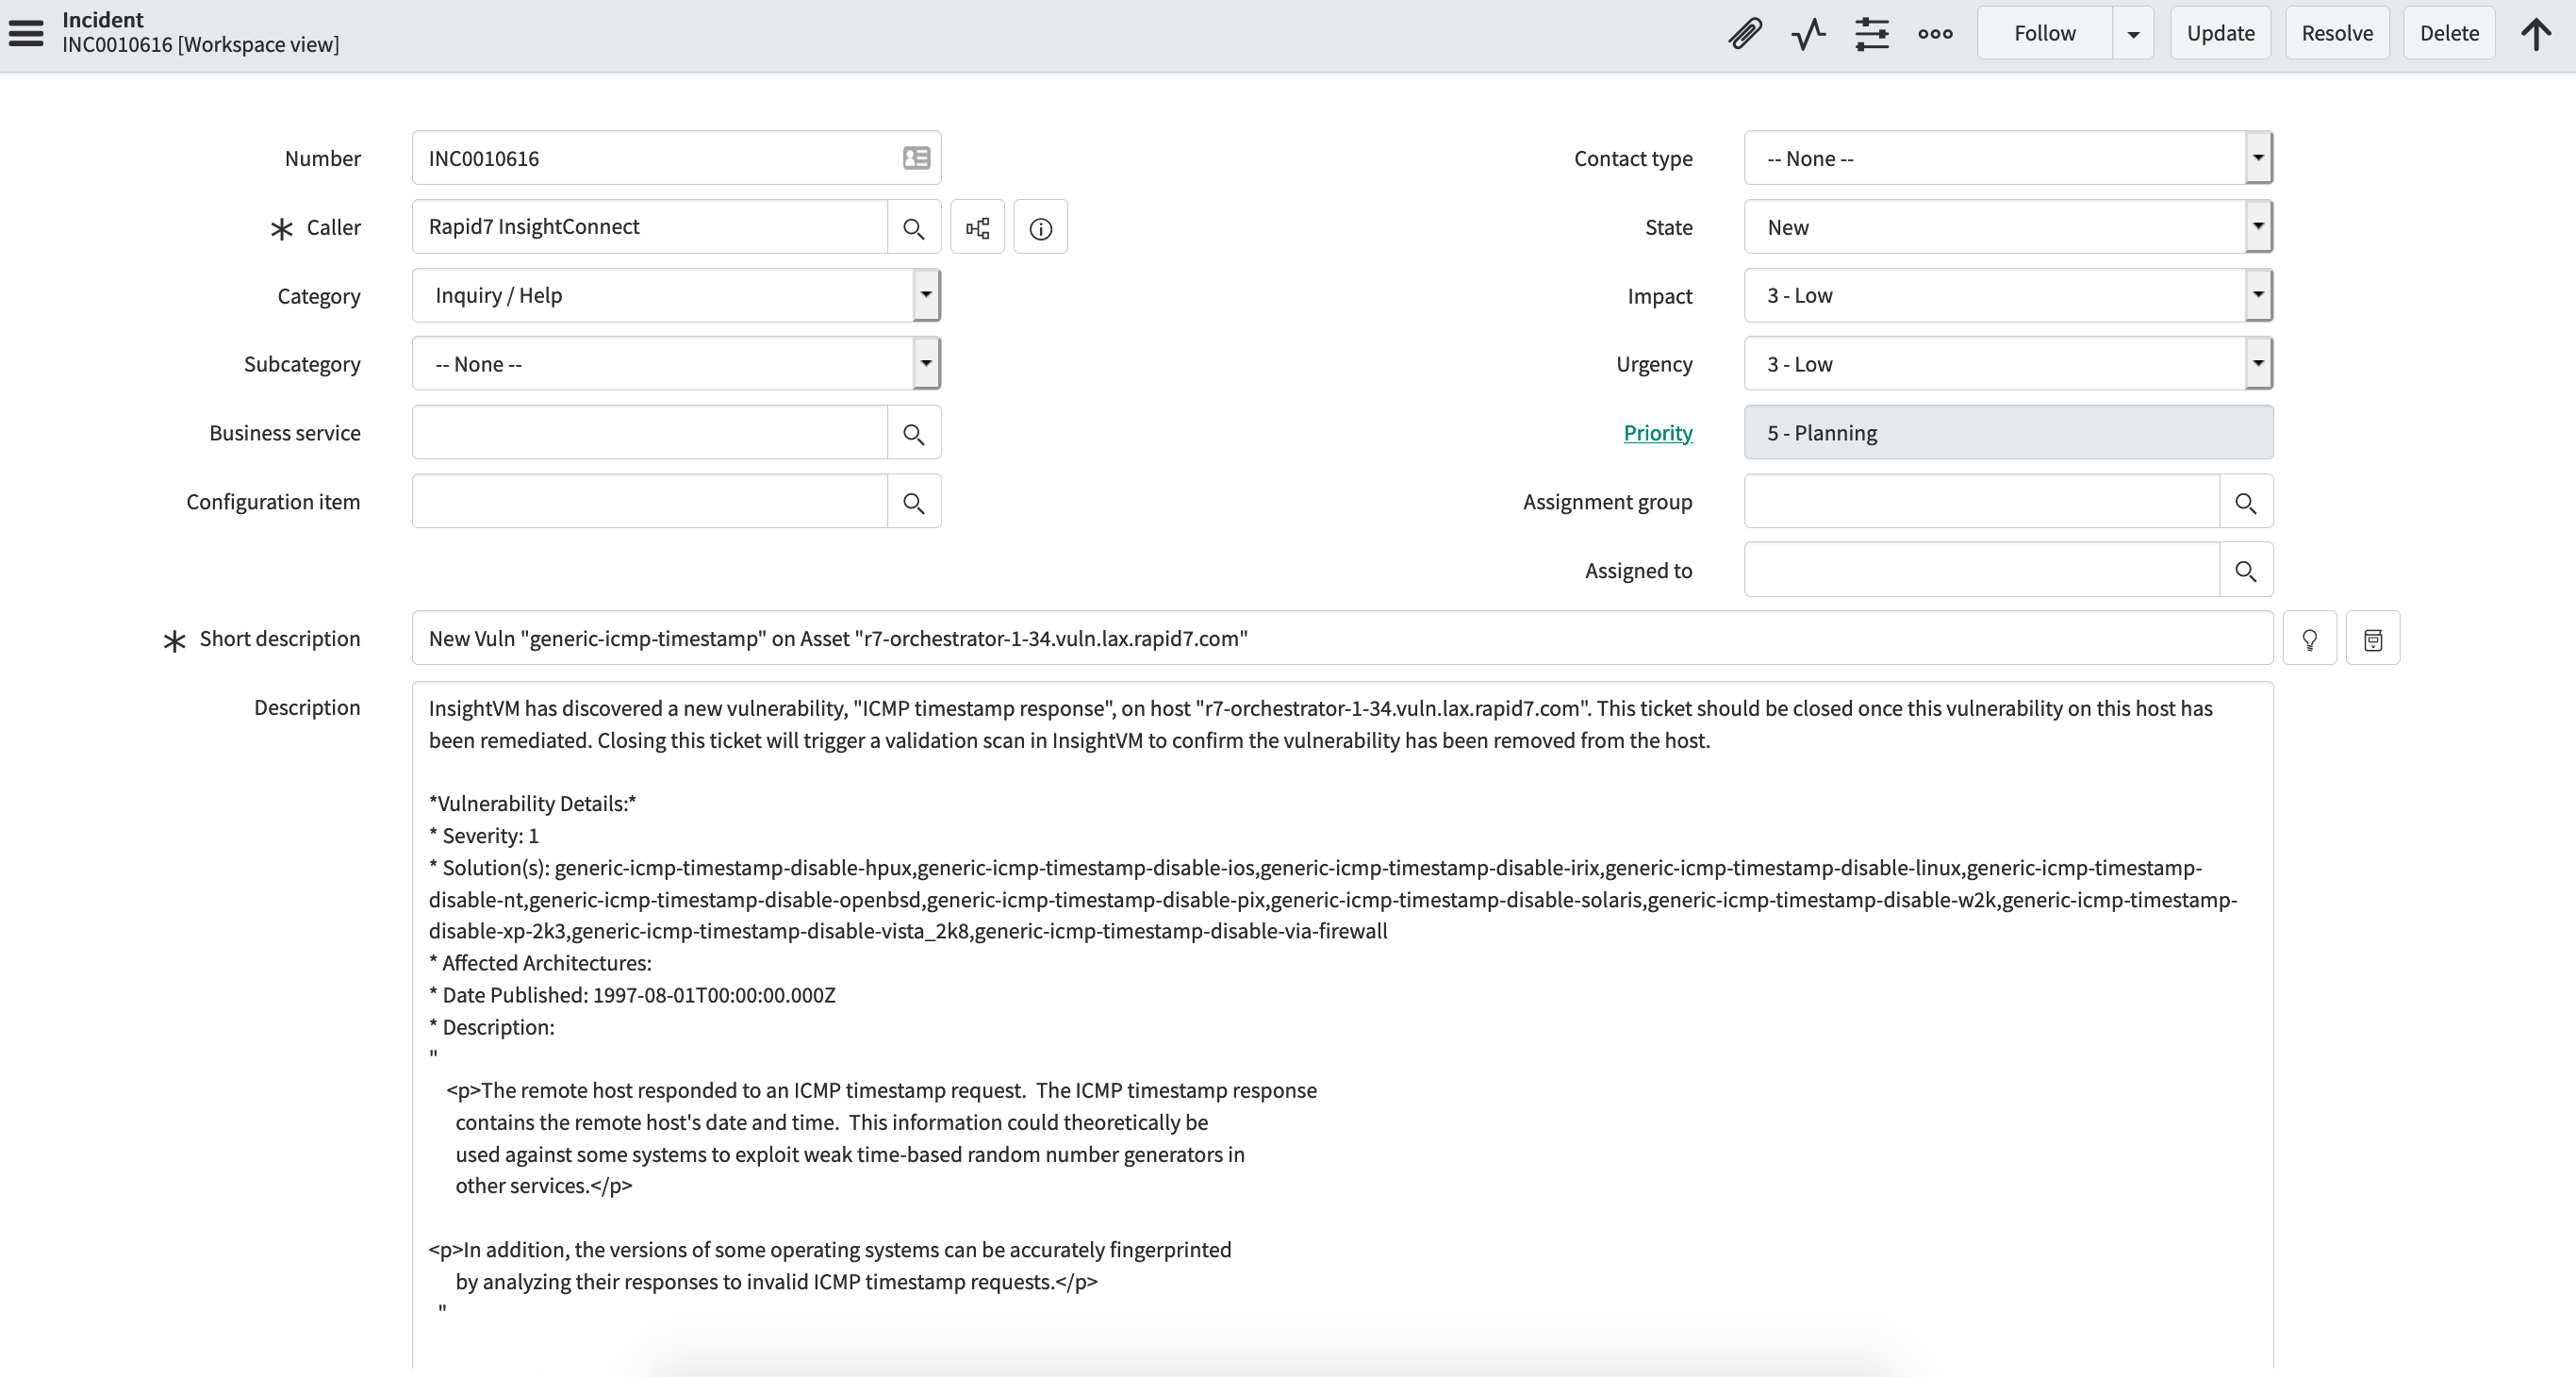 Incident
INC0010616 [Workspace view]
Follow
Update
Resolve
Delete
Number
INC0010616
Contact type
-- None --
Caller
Rapid7 InsightConnect
State
New
Category
Inquiry / Help
Impact
3 - Low
Subcategory
-- None --
Urgency
3 - Low
Business service
Priority
5 - Planning
Configuration item
Assignment group
Assigned to
Short description
New Vuln "generic-icmp-timestamp" on Asset "r7-orchestrator-1-34.vuln.lax.rapid7.com"
Description
InsightVM has discovered a new vulnerability, "ICMP timestamp response", on host "r7-orchestrator-1-34.vuln.lax.rapid7.com". This ticket should be closed once this vulnerability on this host has
been remediated. Closing this ticket will trigger a validation scan in InsightVM to confirm the vulnerability has been removed from the host.
*Vulnerability Details:*
* Severity: 1
* Solution(s): generic-icmp-timestamp-disable-hpux,generic-icmp-timestamp-disable-ios,generic-icmp-timestamp-disable-irix,generic-icmp-timestamp-disable-linux,generic-icmp-timestamp-
disable-nt,generic-icmp-timestamp-disable-openbsd,generic-icmp-timestamp-disable-pix,generic-icmp-timestamp-disable-solaris,generic-icmp-timestamp-disable-w2k,generic-icmp-timestamp-
disable-xp-2k3,generic-icmp-timestamp-disable-vista_2k8,generic-icmp-timestamp-disable-via-firewall
* Affected Architectures:
* Date Published: 1997-08-01T00:00:00.000Z
* Description:
"
<p>The remote host responded to an ICMP timestamp request.  The ICMP timestamp response
contains the remote host's date and time.  This information could theoretically be
used against some systems to exploit weak time-based random number generators in
other services.</p>
<p>In addition, the versions of some operating systems can be accurately fingerprinted
by analyzing their responses to invalid ICMP timestamp requests.</p>
"